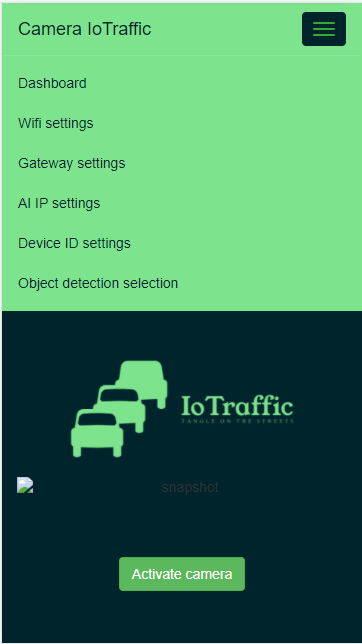 Camera IoTraffic
Dashboard
Wifi settings
Gateway settings
AI IP settings
Device ID settings
Object detection selection
IoTraffic
TANGLE ON THE STREETS
snapshot
Activate camera